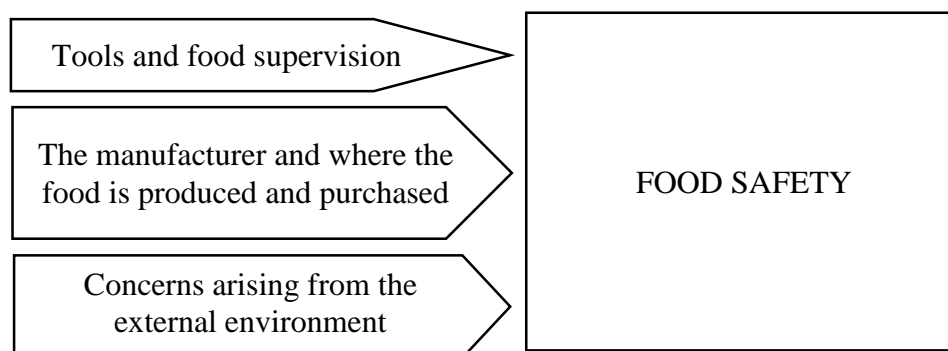 Tools and food supervision
The manufacturer and where the
food is produced and purchased
FOOD SAFETY
Concerns arising from the
external environment